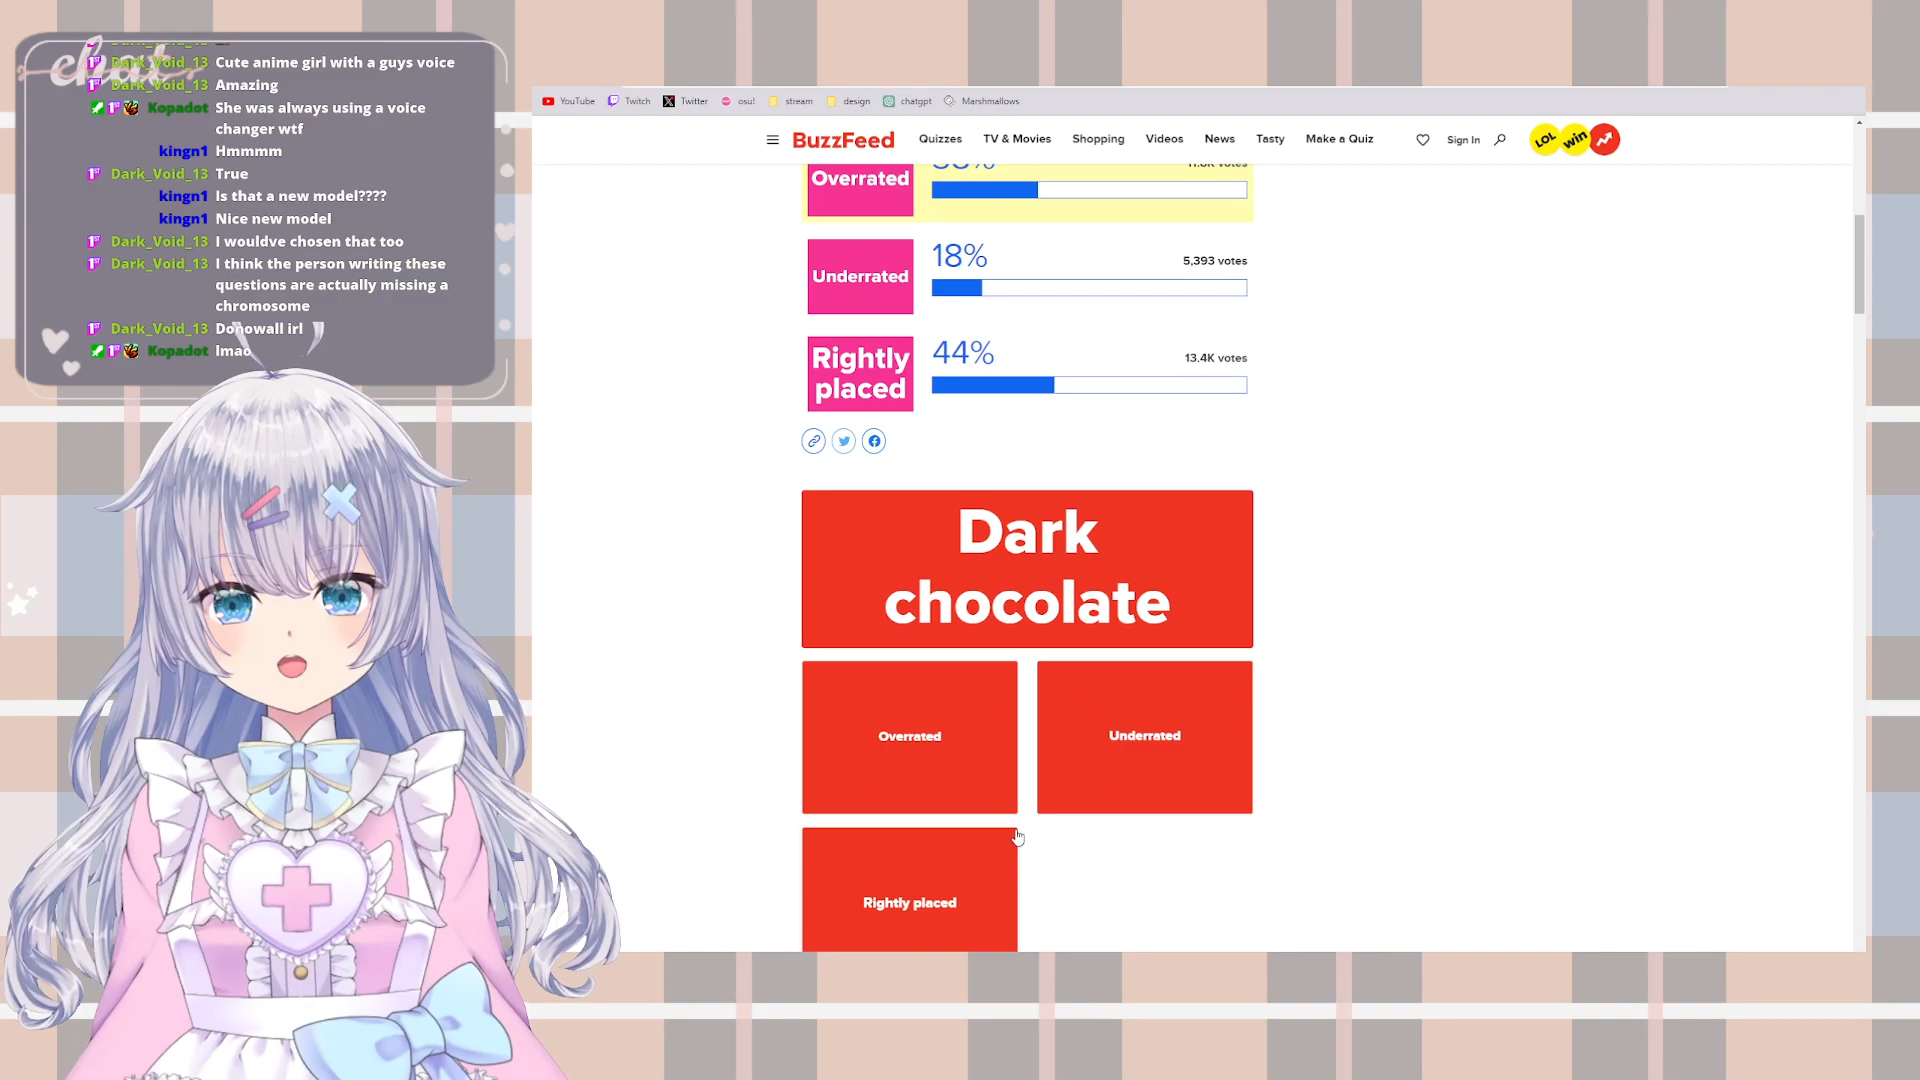 chat
Dark_Void_13 Cute anime girl with a guys voice
Dark_Void_13 Amazing
Kopadot She was always using a voice
changer wtf
kingn1 Hmmmm
Dark_Void_13 True
kingn1 Is that a new model????
kingn1 Nice new model
Dark_Void_13 I wouldve chosen that too
Dark_Void_13 I think the person writing these
questions are actually missing a
chromosome
Dark_Void_13 Donowall irl
Kopadot lmao
YouTube Twitch Twitter osu! stream design chatgpt Marshmallows
BuzzFeed Quizzes TV & Movies Shopping Videos News Tasty Make a Quiz Sign In LOL win
Overrated
Underrated 18% 5,393 votes
Rightly
placed
44% 13.4K votes
Dark
chocolate
Overrated
Underrated
Rightly placed